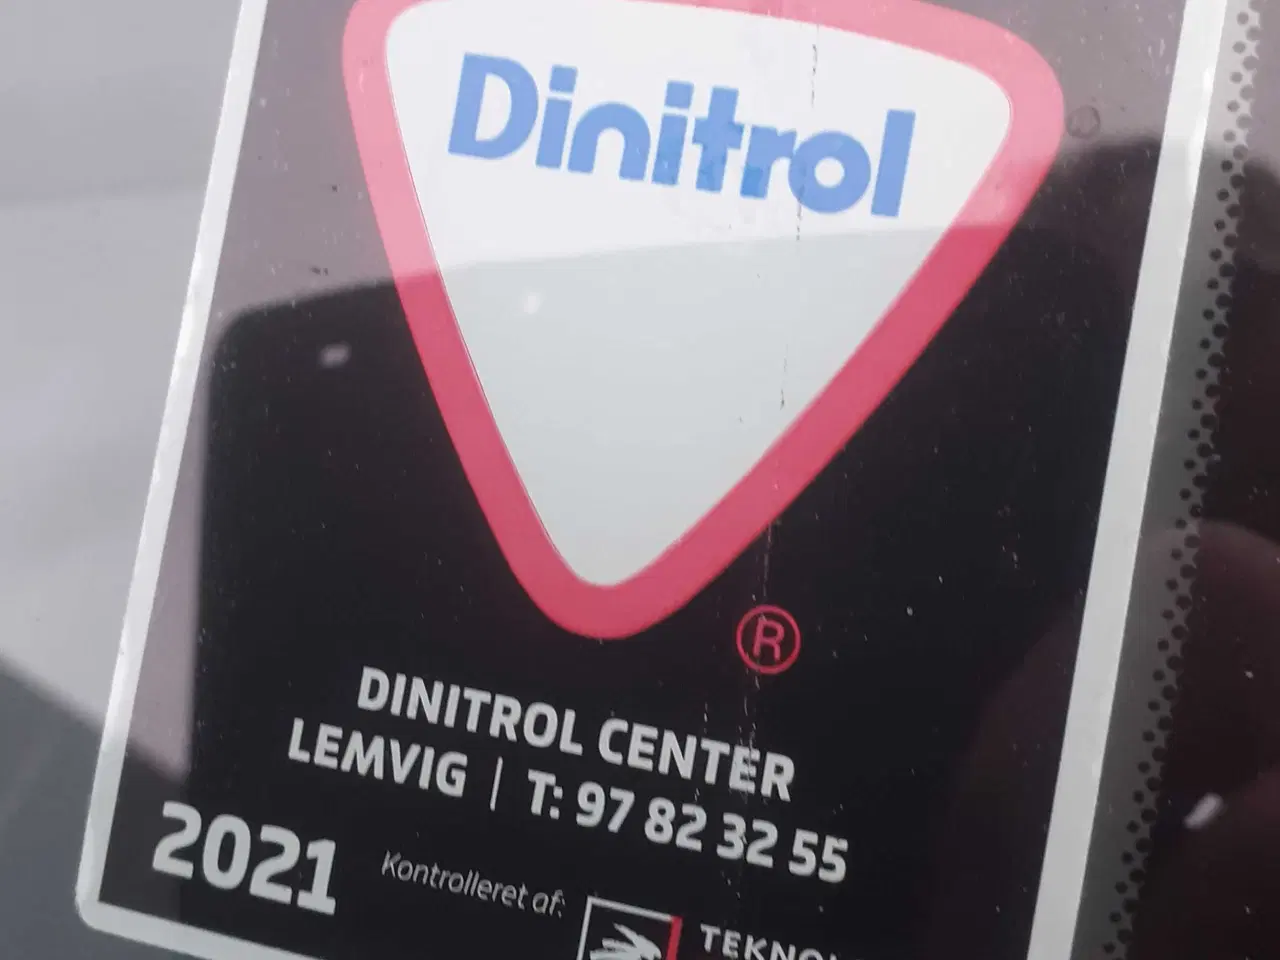 Dinitrol
®
DINITROL CENTER
LEMVIG | T: 97 82 32 55
2021
Kontrolleret af: